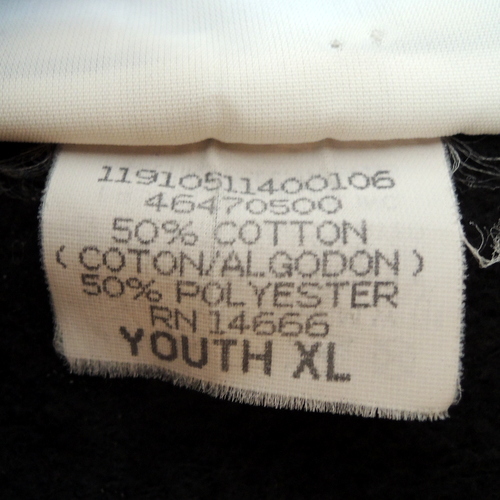 11910511400106
46470500
50% COTTON
(COTON/ALGODON)
50% POLYESTER
RN 14666
YOUTH XL